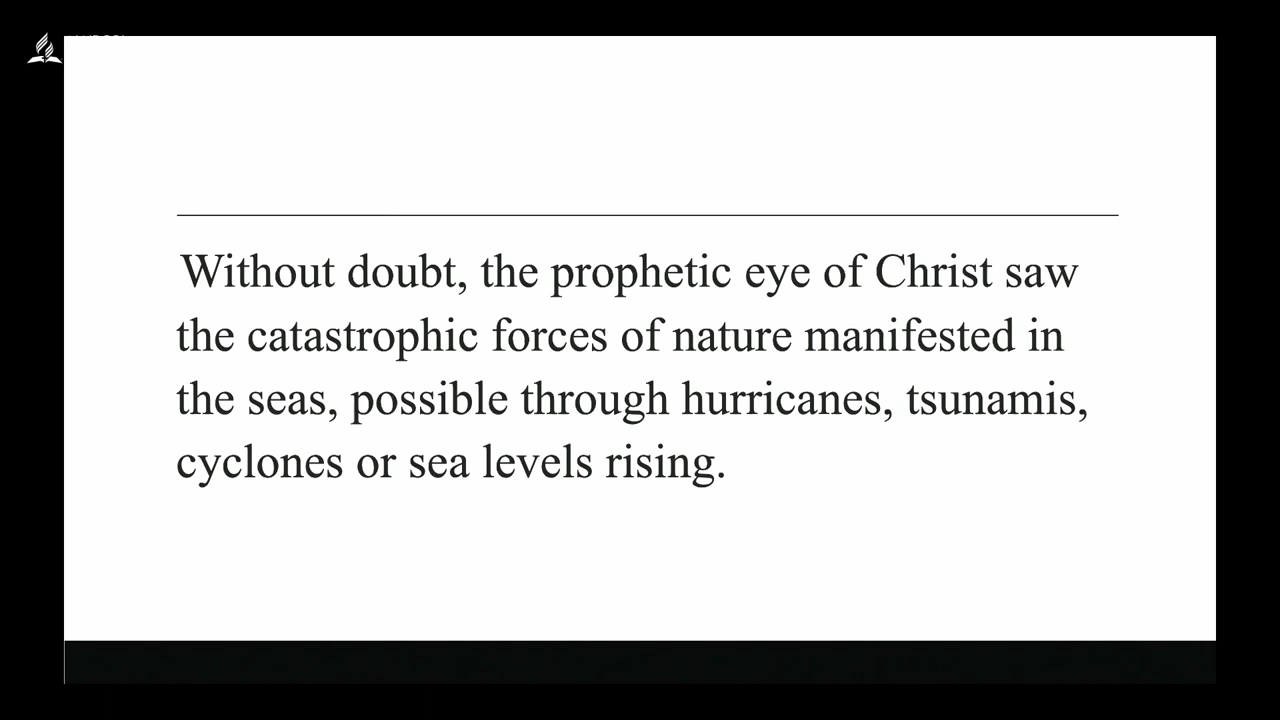 Without doubt, the prophetic eye of Christ saw
the catastrophic forces of nature manifested in
the seas, possible through hurricanes, tsunamis,
cyclones or sea levels rising.